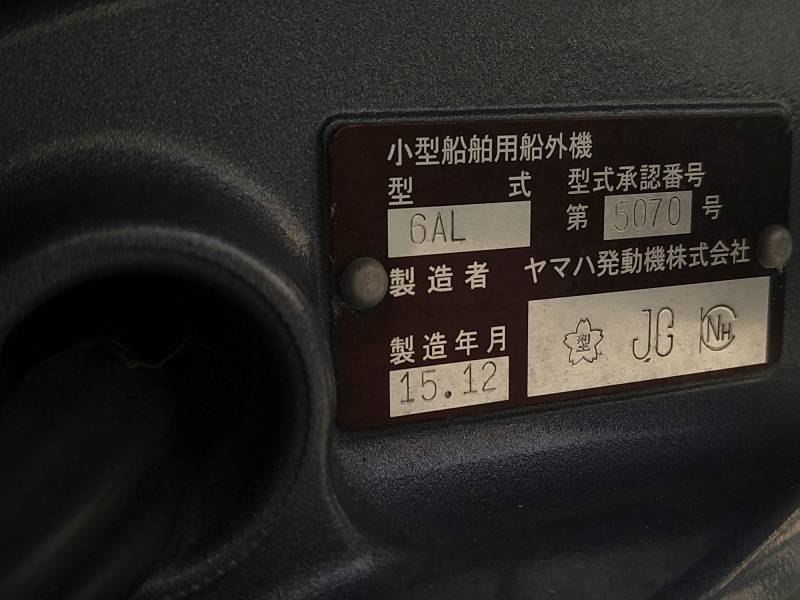 小型船舶用船外機
型式 型式承認番号
6AL 第 5070 号
製造者 ヤマハ発動機株式会社
製造年月
15.12
型 JG NH